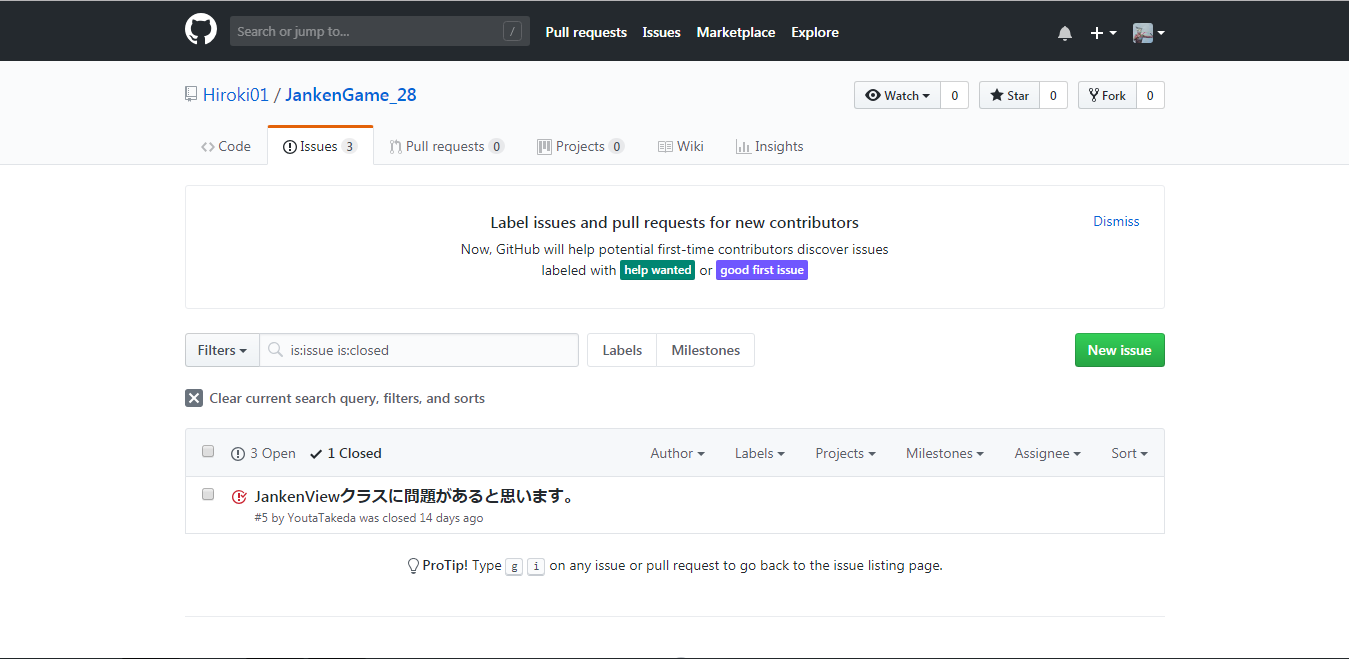 Search or jump to... / Pull requests Issues Marketplace Explore
Hiroki01 / JankenGame_28 Watch 0 Star 0 Fork 0
Code Issues 3 Pull requests 0 Projects 0 Wiki Insights
Label issues and pull requests for new contributors Dismiss
Now, GitHub will help potential first-time contributors discover issues
labeled with help wanted or good first issue
Filters is:issue is:closed Labels Milestones New issue
Clear current search query, filters, and sorts
3 Open 1 Closed Author Labels Projects Milestones Assignee Sort
JankenViewクラスに問題があると思います。
#5 by YoutaTakeda was closed 14 days ago
ProTip! Type g i on any issue or pull request to go back to the issue listing page.